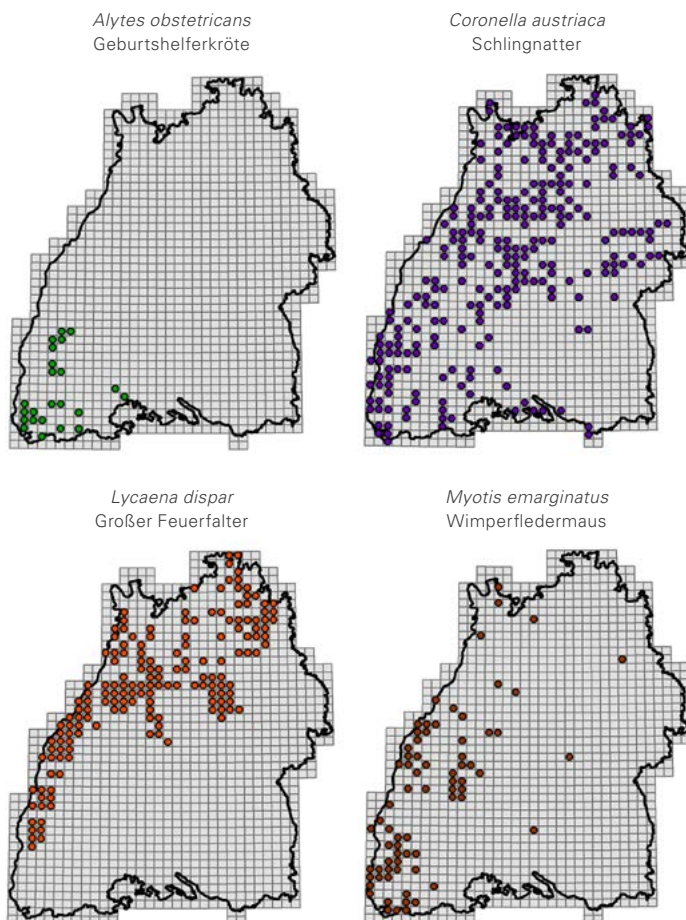 Alytes obstetricans
Geburtshelferkröte
Coronella austriaca
Schlingnatter
Lycaena dispar
Großer Feuerfalter
Myotis emarginatus
Wimperfledermaus